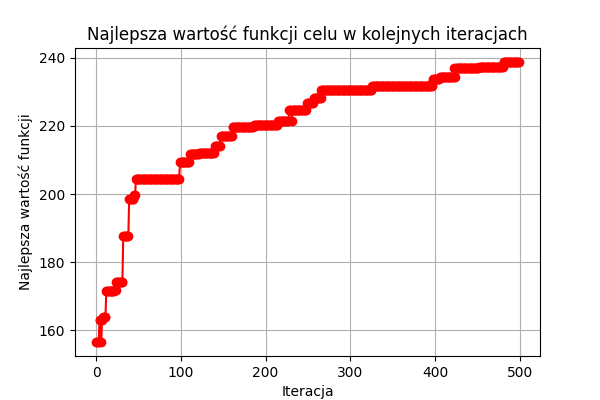 Najlepsza wartość funkcji celu w kolejnych iteracjach
240
220
200
180
160
Najlepsza wartość funkcji
0 100 200 300 400 500
Iteracja